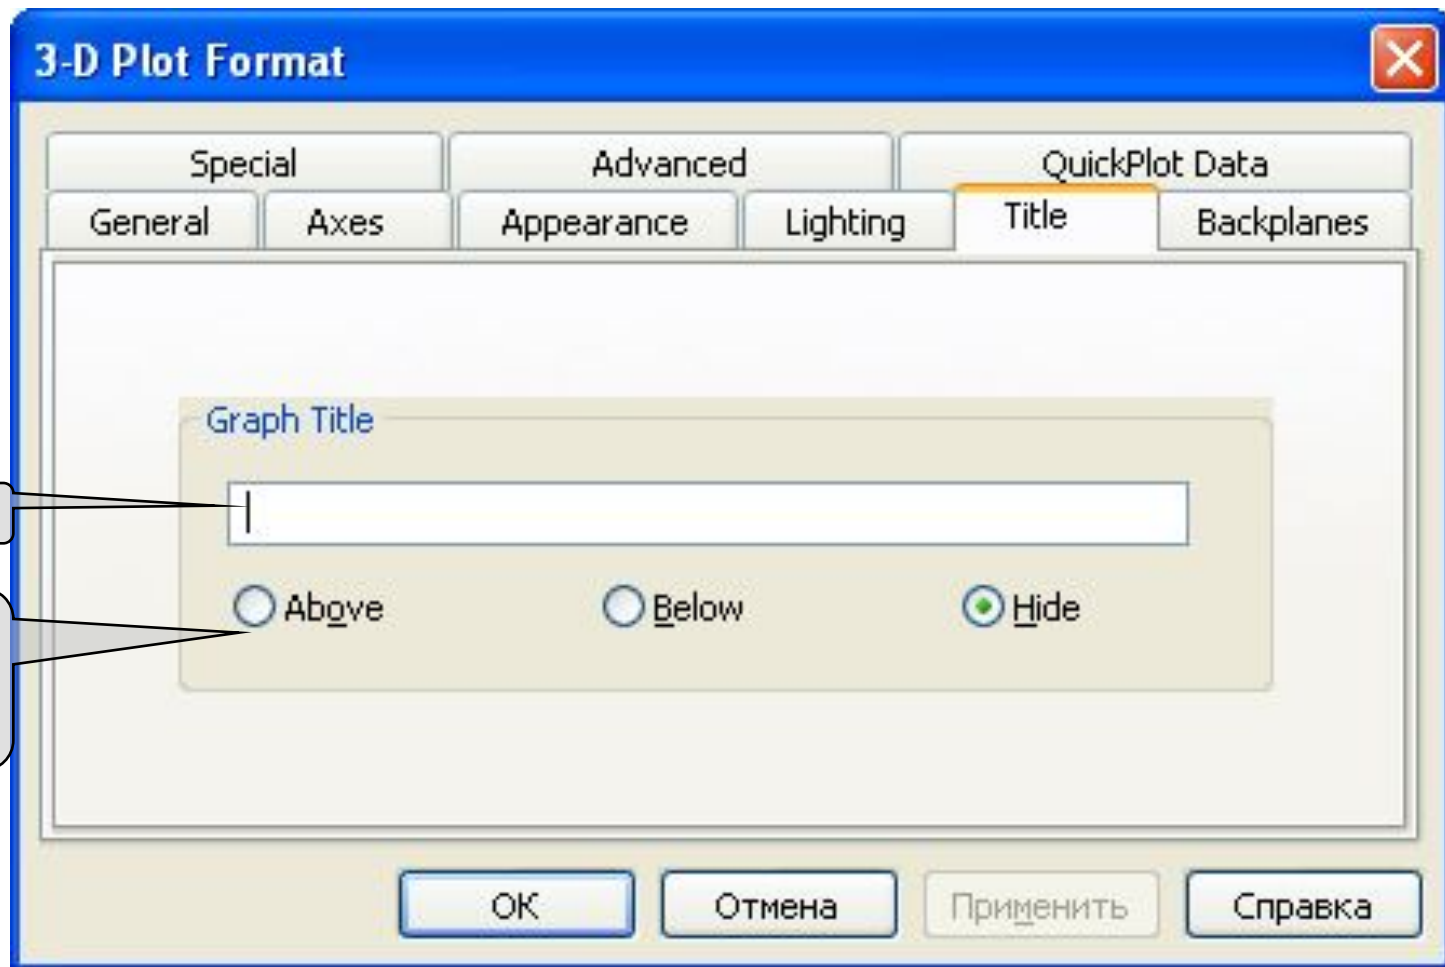 3-D Plot Format
Special Advanced QuickPlot Data
General Axes Appearance Lighting Title Backplanes
Graph Title
Above Below Hide
ОК Отмена Применить Справка